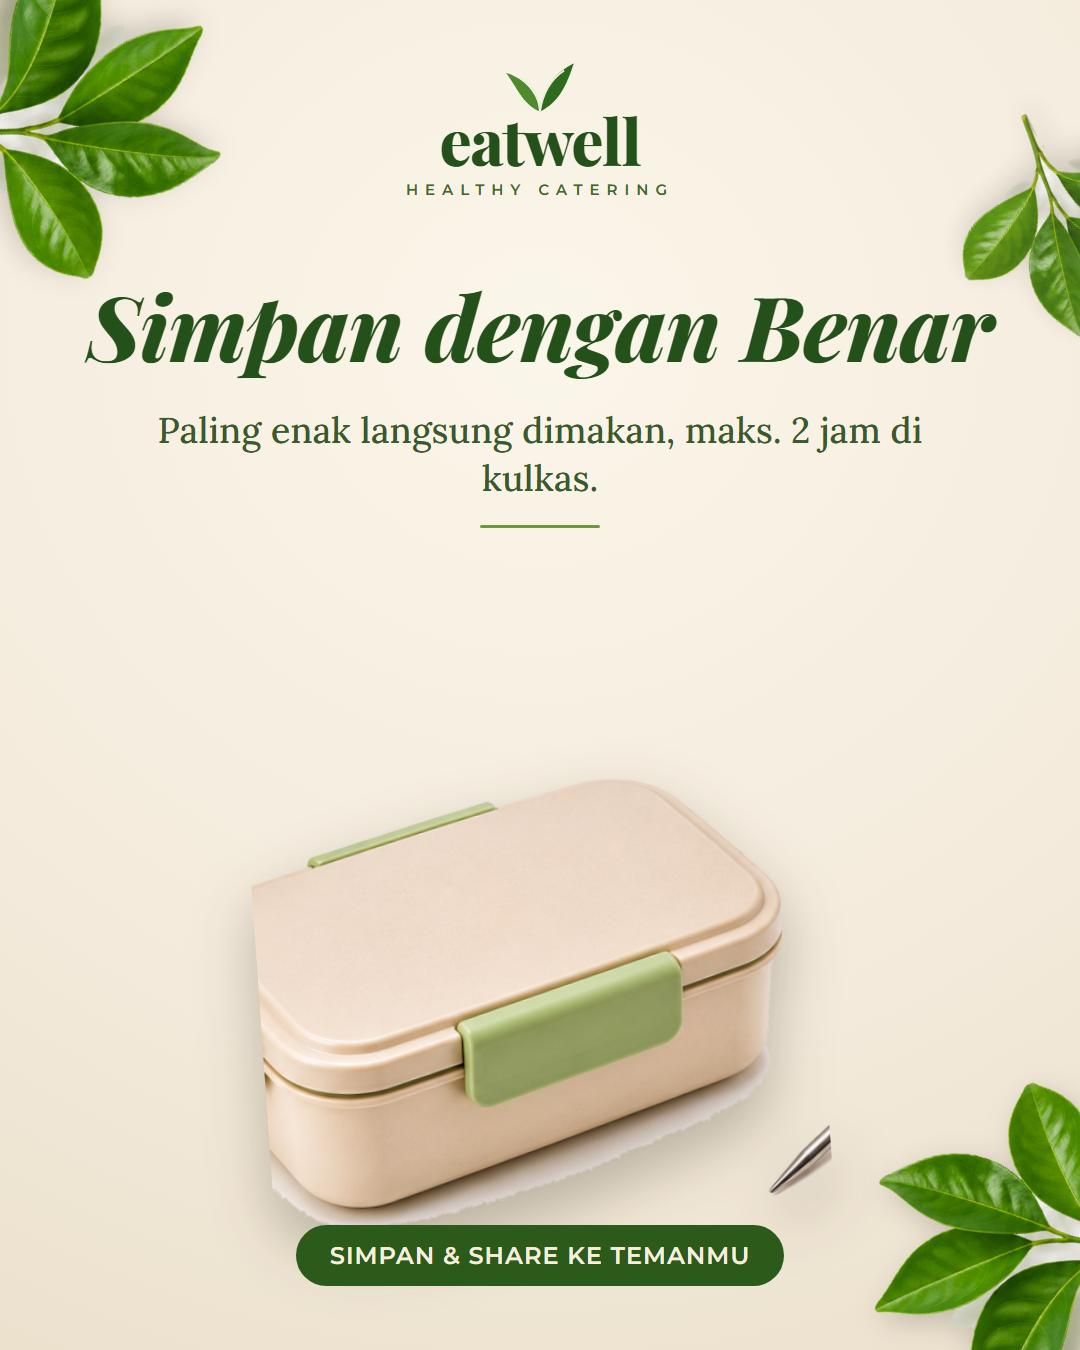 eatwell
HEALTHY CATERING
Simpan dengan Benar
Paling enak langsung dimakan, maks. 2 jam di
kulkas.
SIMPAN & SHARE KE TEMANMU